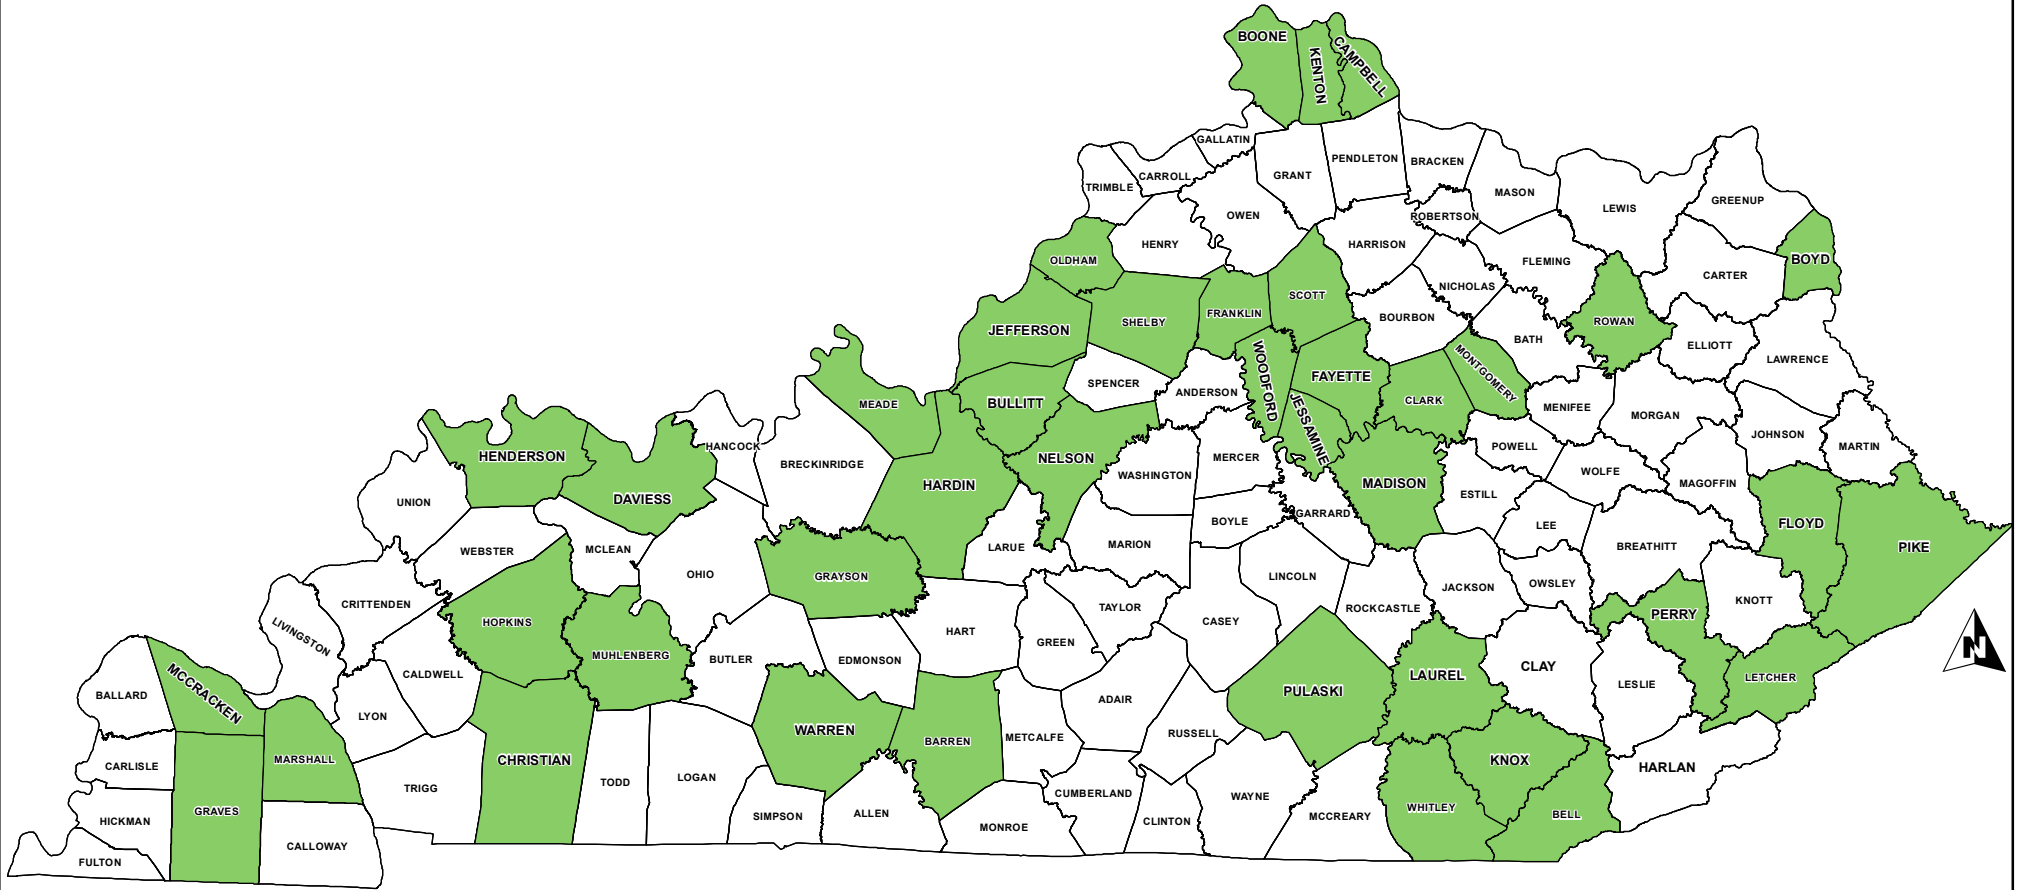 BOONE
KENTON
CAMPBELL
GALLATIN
PENDLETON
BRACKEN
GRANT
CARROLL
TRIMBLE
MASON
GREENUP
LEWIS
OWEN
ROBERTSON
HENRY
HARRISON
OLDHAM
FLEMING
BOYD
CARTER
NICHOLAS
SCOTT
FRANKLIN
BOURBON
SHELBY
ROWAN
JEFFERSON
BATH
ELLIOTT
LAWRENCE
WOODFORD
MONTGOMERY
FAYETTE
SPENCER
ANDERSON
CLARK
BULLITT
MEADE
MENIFEE
MORGAN
JESSAMINE
JOHNSON
MARTIN
HANCOCK
POWELL
HENDERSON
BRECKINRIDGE
NELSON
MERCER
WASHINGTON
WOLFE
MAGOFFIN
HARDIN
MADISON
ESTILL
DAVIESS
UNION
GARRARD
BOYLE
LEE
FLOYD
MARION
LARUE
BREATHITT
PIKE
WEBSTER
MCLEAN
OHIO
GRAYSON
LINCOLN
JACKSON
OWSLEY
KNOTT
CRITTENDEN
TAYLOR
ROCKCASTLE
PERRY
HOPKINS
CASEY
LIVINGSTON
HART
GREEN
N
MUHLENBERG
BUTLER
EDMONSON
CLAY
CALDWELL
LAUREL
LETCHER
LESLIE
PULASKI
BALLARD
MCCRACKEN
ADAIR
LYON
WARREN
RUSSELL
METCALFE
BARREN
MARSHALL
CHRISTIAN
KNOX
CARLISLE
HARLAN
LOGAN
TODD
TRIGG
CUMBERLAND
WAYNE
WHITLEY
GRAVES
ALLEN
BELL
SIMPSON
MCCREARY
HICKMAN
CLINTON
MONROE
CALLOWAY
FULTON